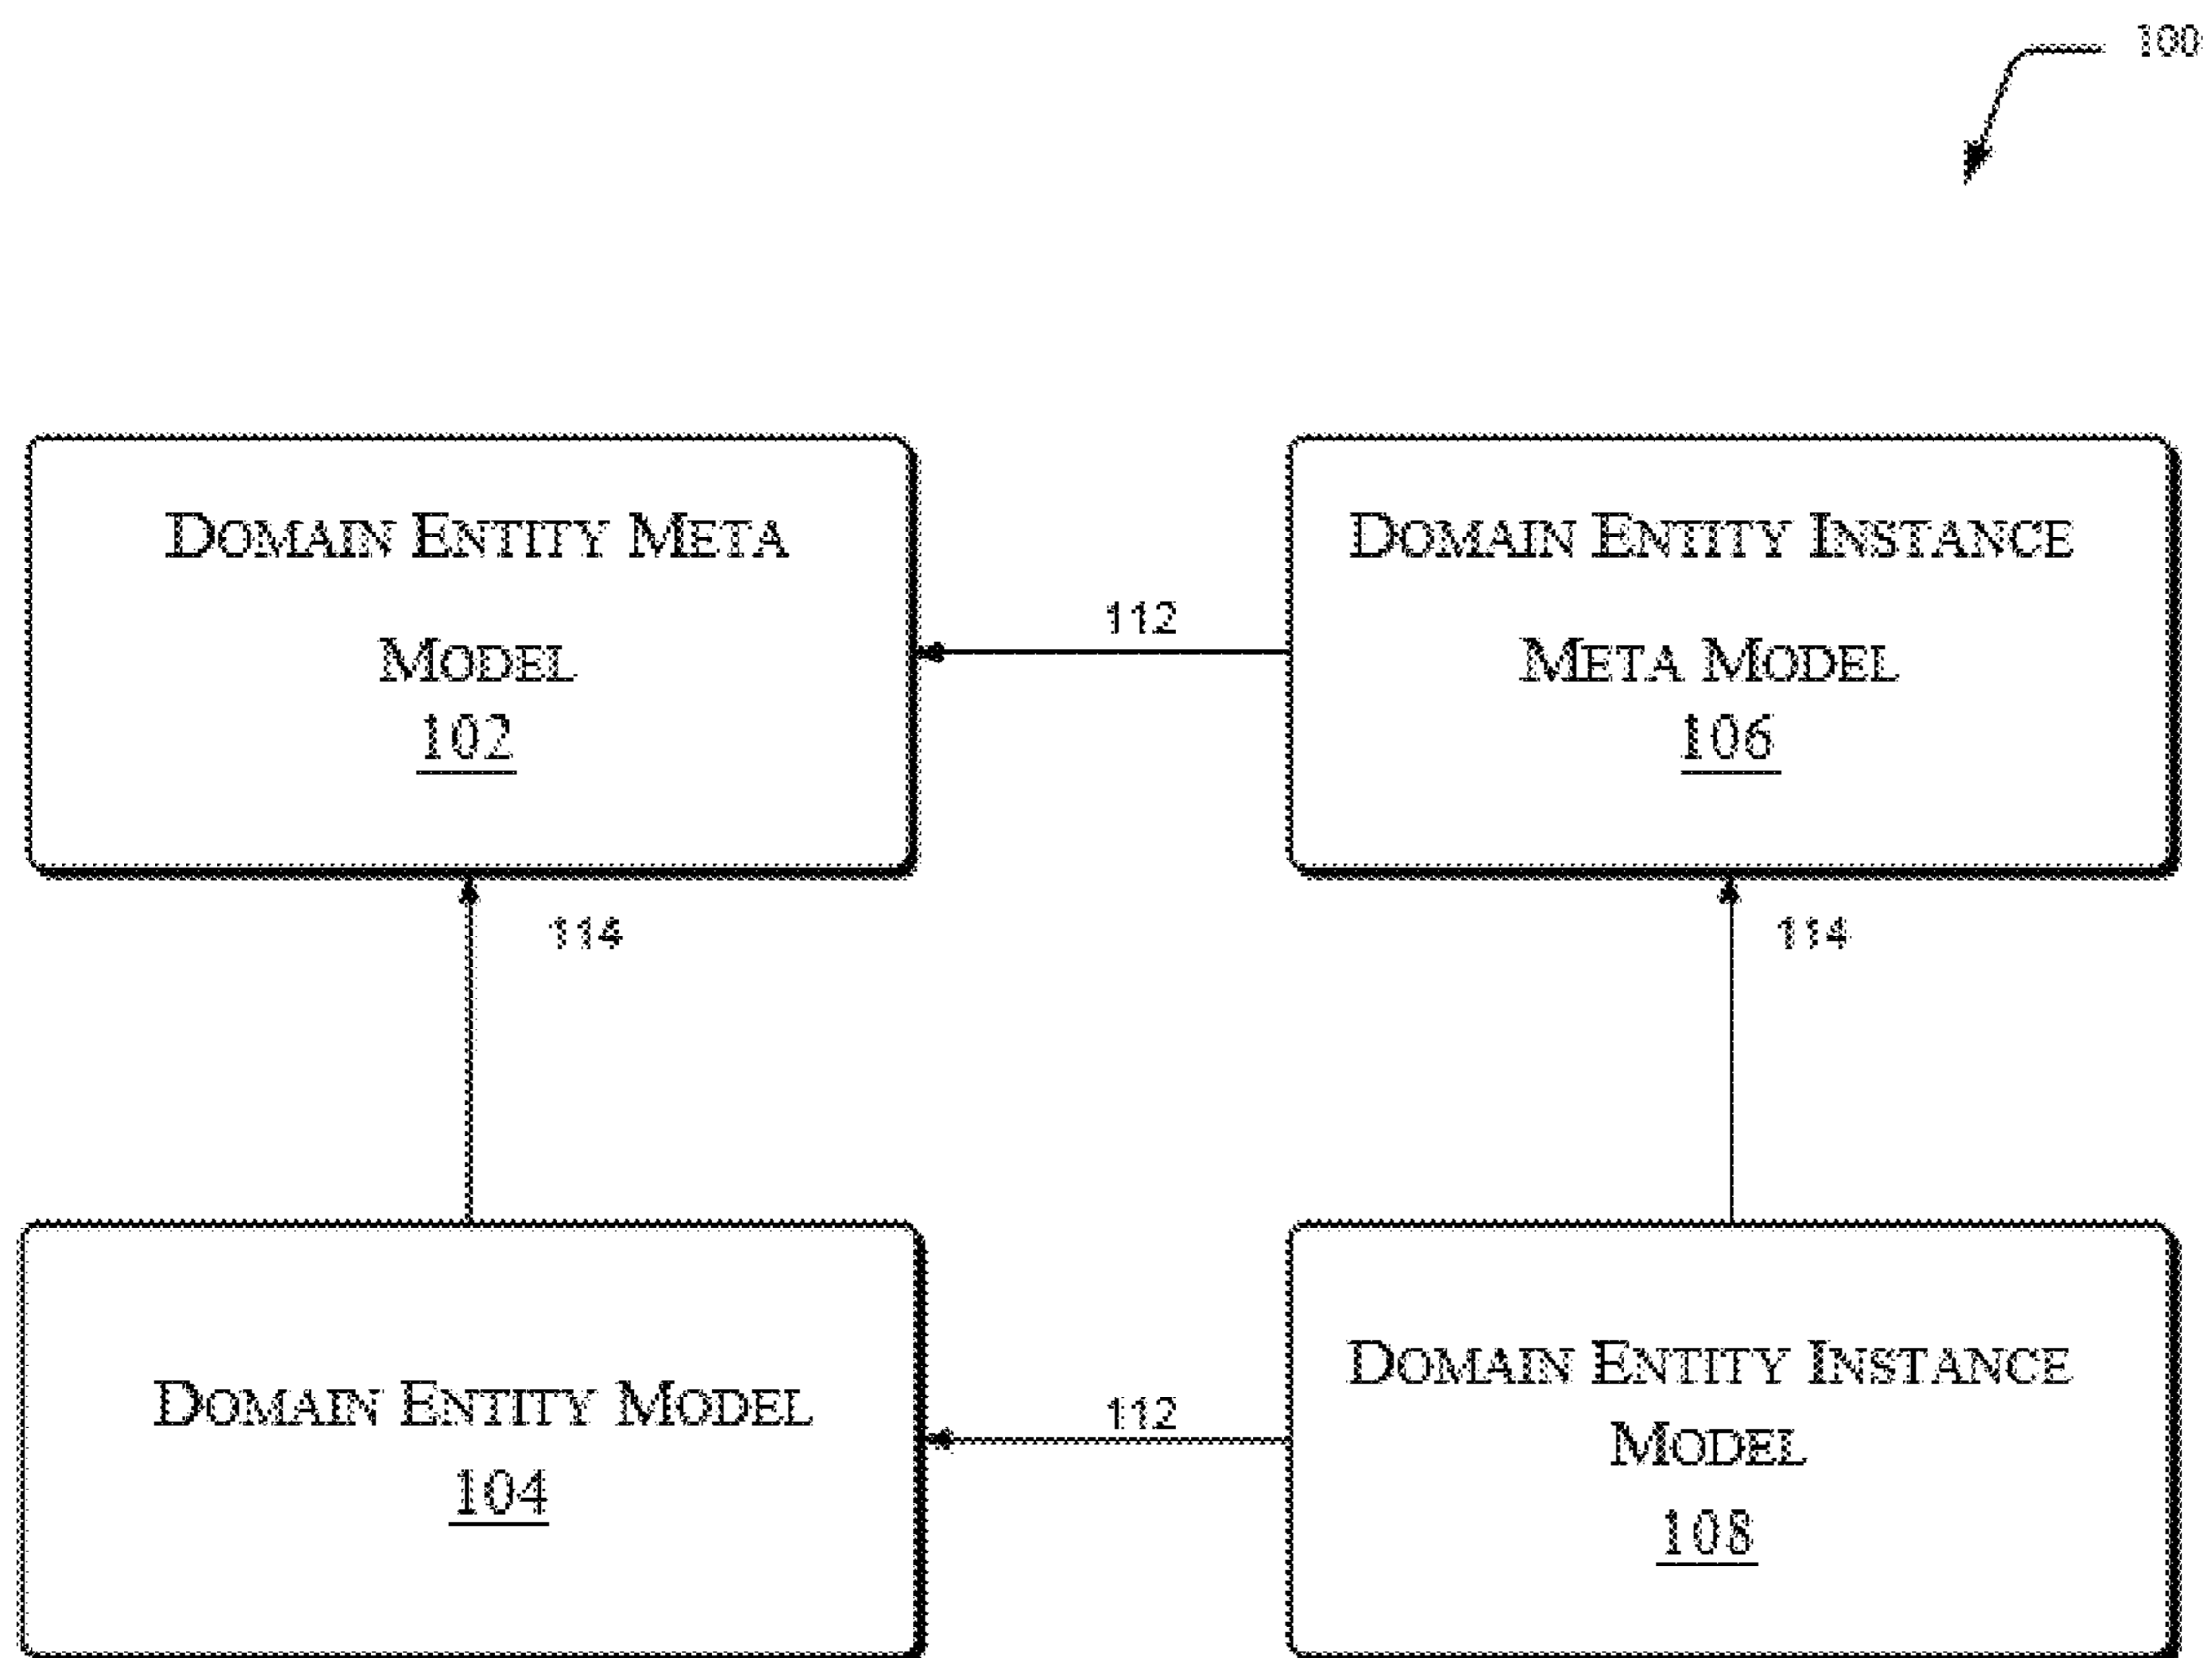 100
DOMAIN ENTITY META
MODEL
102
DOMAIN ENTITY INSTANCE
META MODEL
106
112
114
114
DOMAIN ENTITY MODEL
104
DOMAIN ENTITY INSTANCE
MODEL
108
112